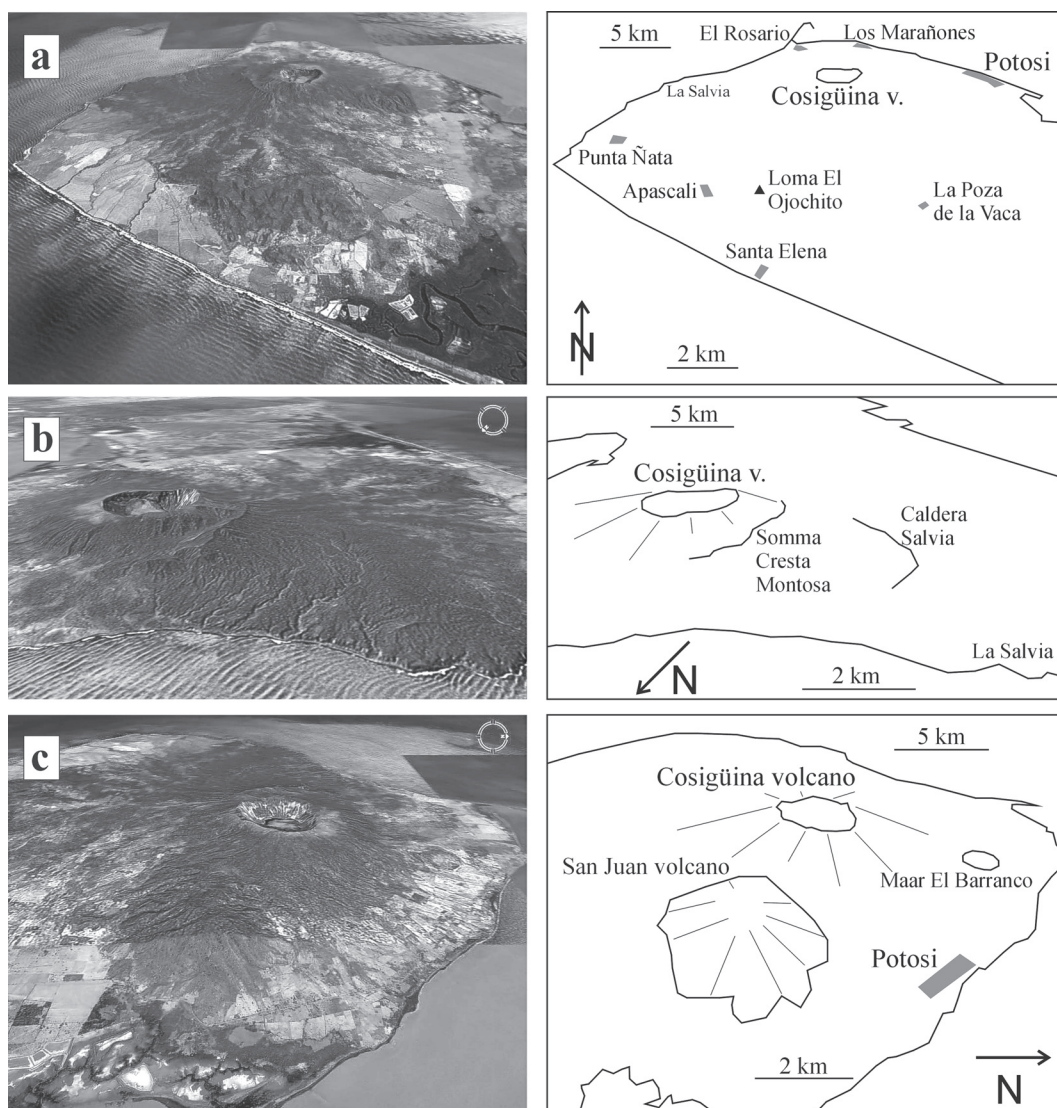 a
5 km
El Rosario
Los Marañones
Potosi
La Salvia
Cosigüina v.
Punta Ñata
Apascali
Loma El
Ojochito
La Poza
de la Vaca
Santa Elena
N
2 km
b
5 km
Cosigüina v.
Caldera
Salvia
Somma
Cresta
Montosa
La Salvia
N
2 km
c
5 km
Cosigüina volcano
San Juan volcano
Maar El Barranco
Potosi
2 km
N